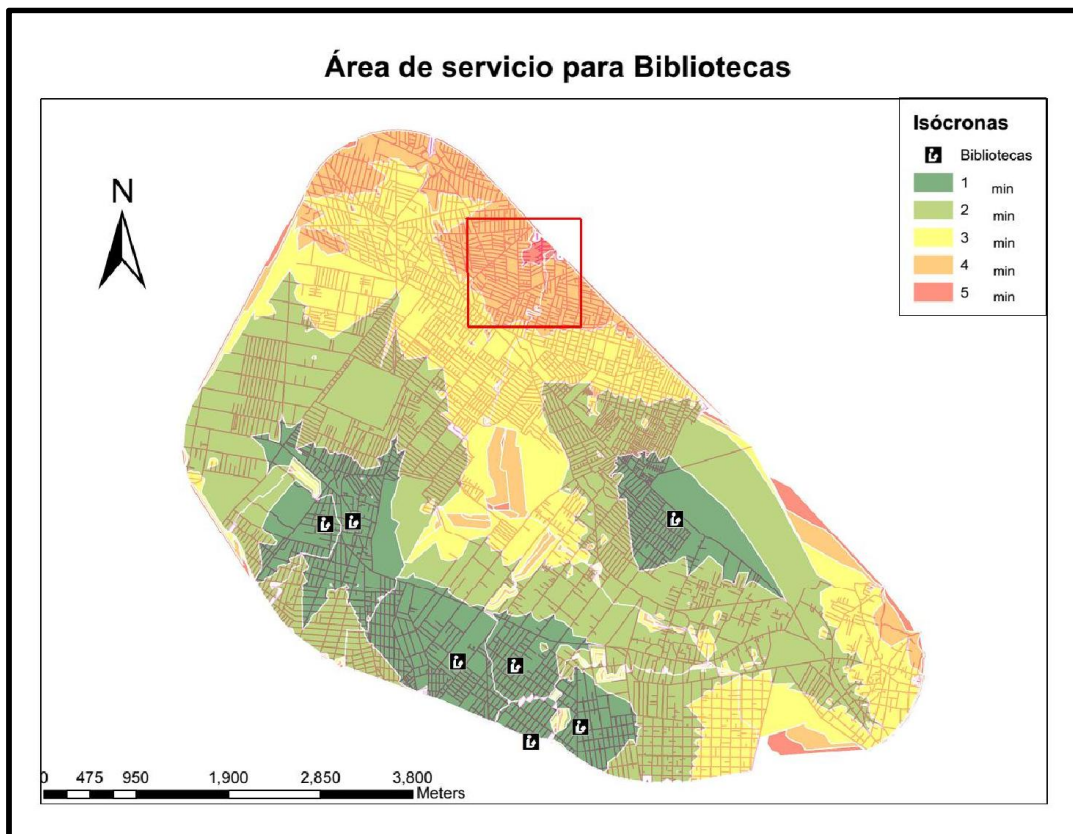 Área de servicio para Bibliotecas
N
Isócronas
Bibliotecas
1 min
2 min
3 min
4 min
5 min
0 475 950 1,900 2,850 3,800
Meters